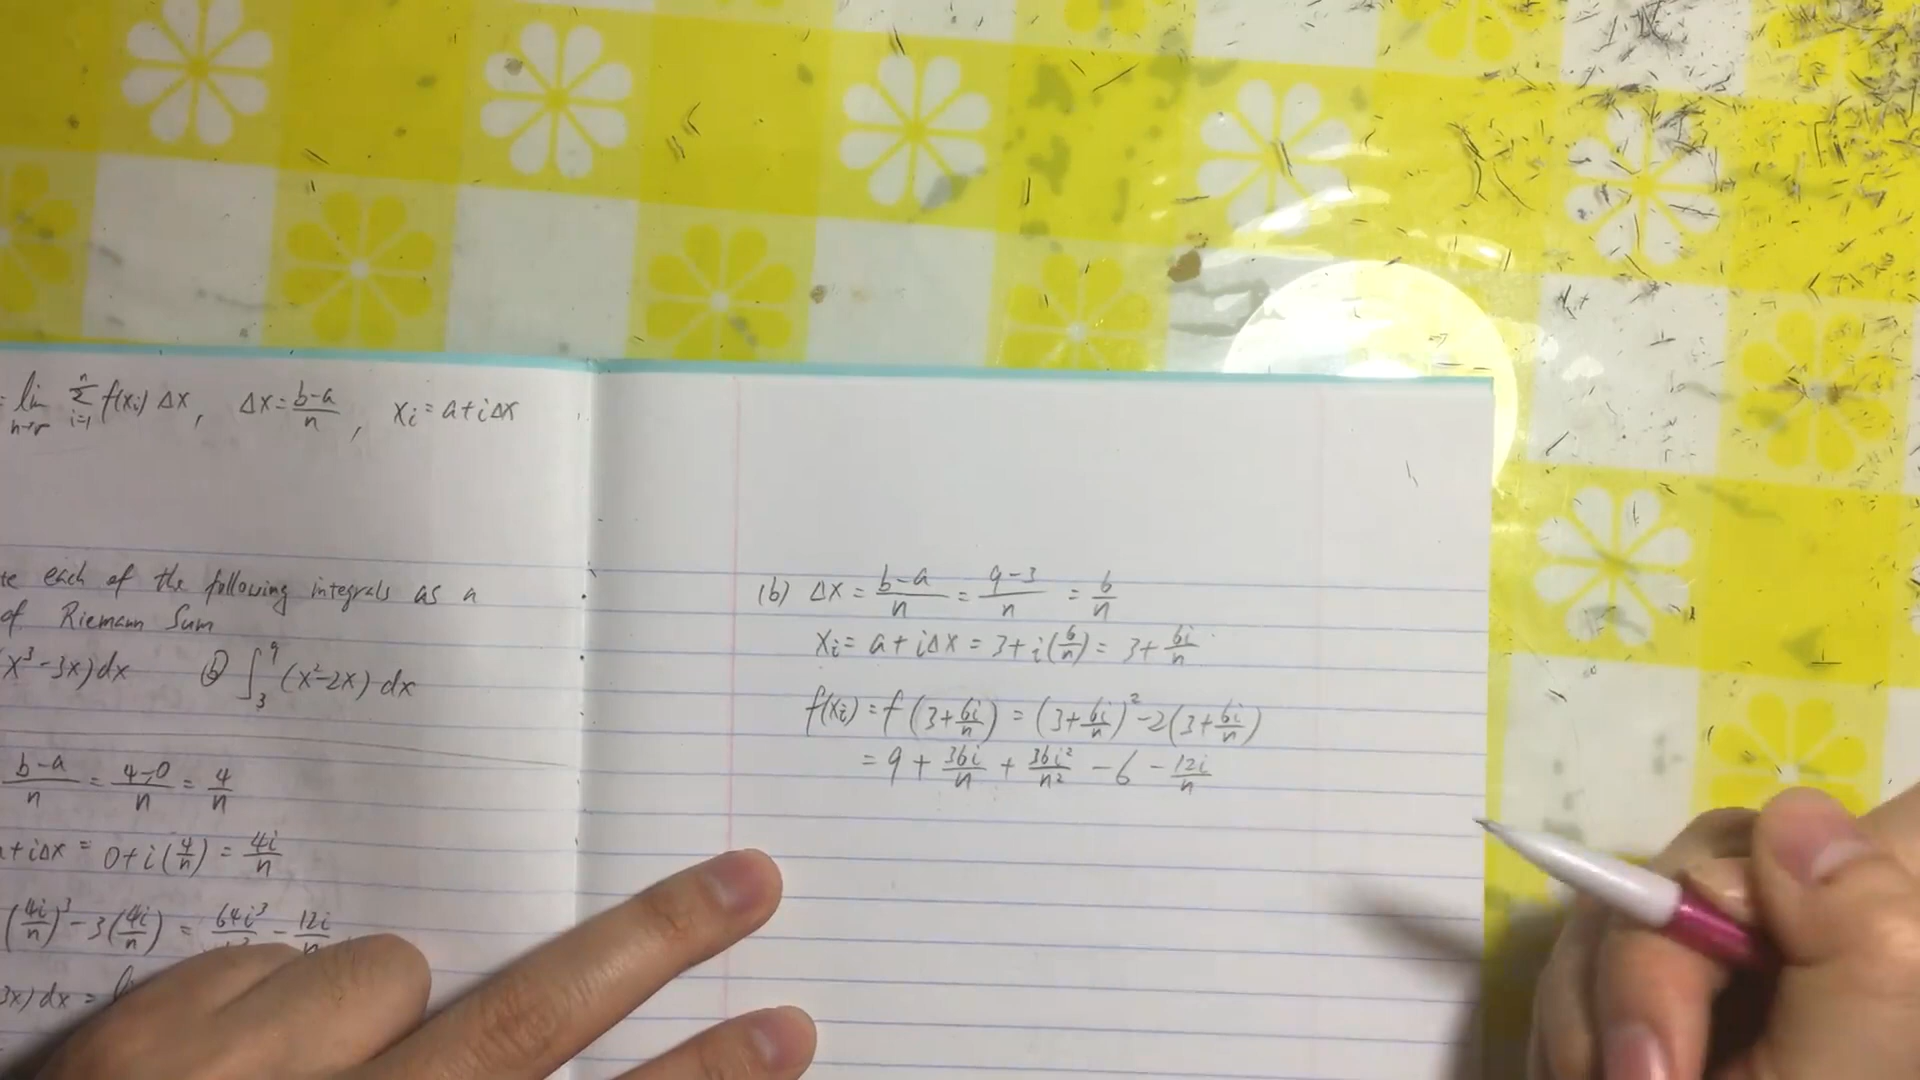 = lim n→∞ n Σ i=1 f(xi) Δx, Δx = b-a/n, xi = a+iΔx
te each of the following integrals as a
of Riemann Sum
x³-3x)dx ⓑ ∫₃⁹ (x²-2x) dx
b-a/n = 4-0/n = 4/n
+iΔx = 0+i(4/n) = 4i/n
(4i/n)³-3(4i/n) = 64i³/ - 12i/n
3x)dx =
(b) Δx = b-a/n = 9-3/n = 6/n
xi = a+iΔx = 3+i(6/n) = 3+6i/n
f(xi) = f(3+6i/n) = (3+6i/n)²-2(3+6i/n)
= 9 + 36i/n + 36i²/n² - 6 - 12i/n